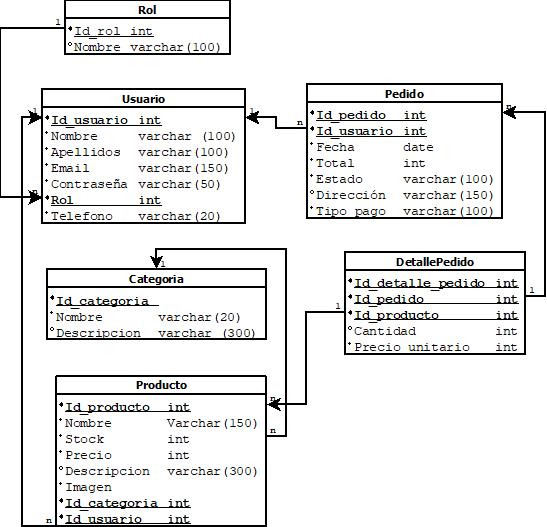 Rol
1
Id_rol int
Nombre varchar(100)
Usuario
1
Id_usuario int
Nombre varchar (100)
Apellidos varchar(100)
Email varchar(150)
Contraseña varchar(50)
n
Rol int
Telefono varchar(20)
Pedido
n
Id_pedido int
1
n
Id_usuario int
Fecha date
Total int
Estado varchar(100)
Dirección varchar(150)
Tipo pago varchar(100)
DetallePedido
Id_detalle_pedido int
Id_pedido int
1
1
Id_producto int
Cantidad int
Precio unitario int
1
Categoria
Id_categoria
Nombre varchar(20)
Descripcion varchar (300)
Producto
n
Id_producto int
Nombre Varchar(150)
n
Stock int
Precio int
Descripcion varchar(300)
Imagen
Id_categoria int
n
Id_usuario int